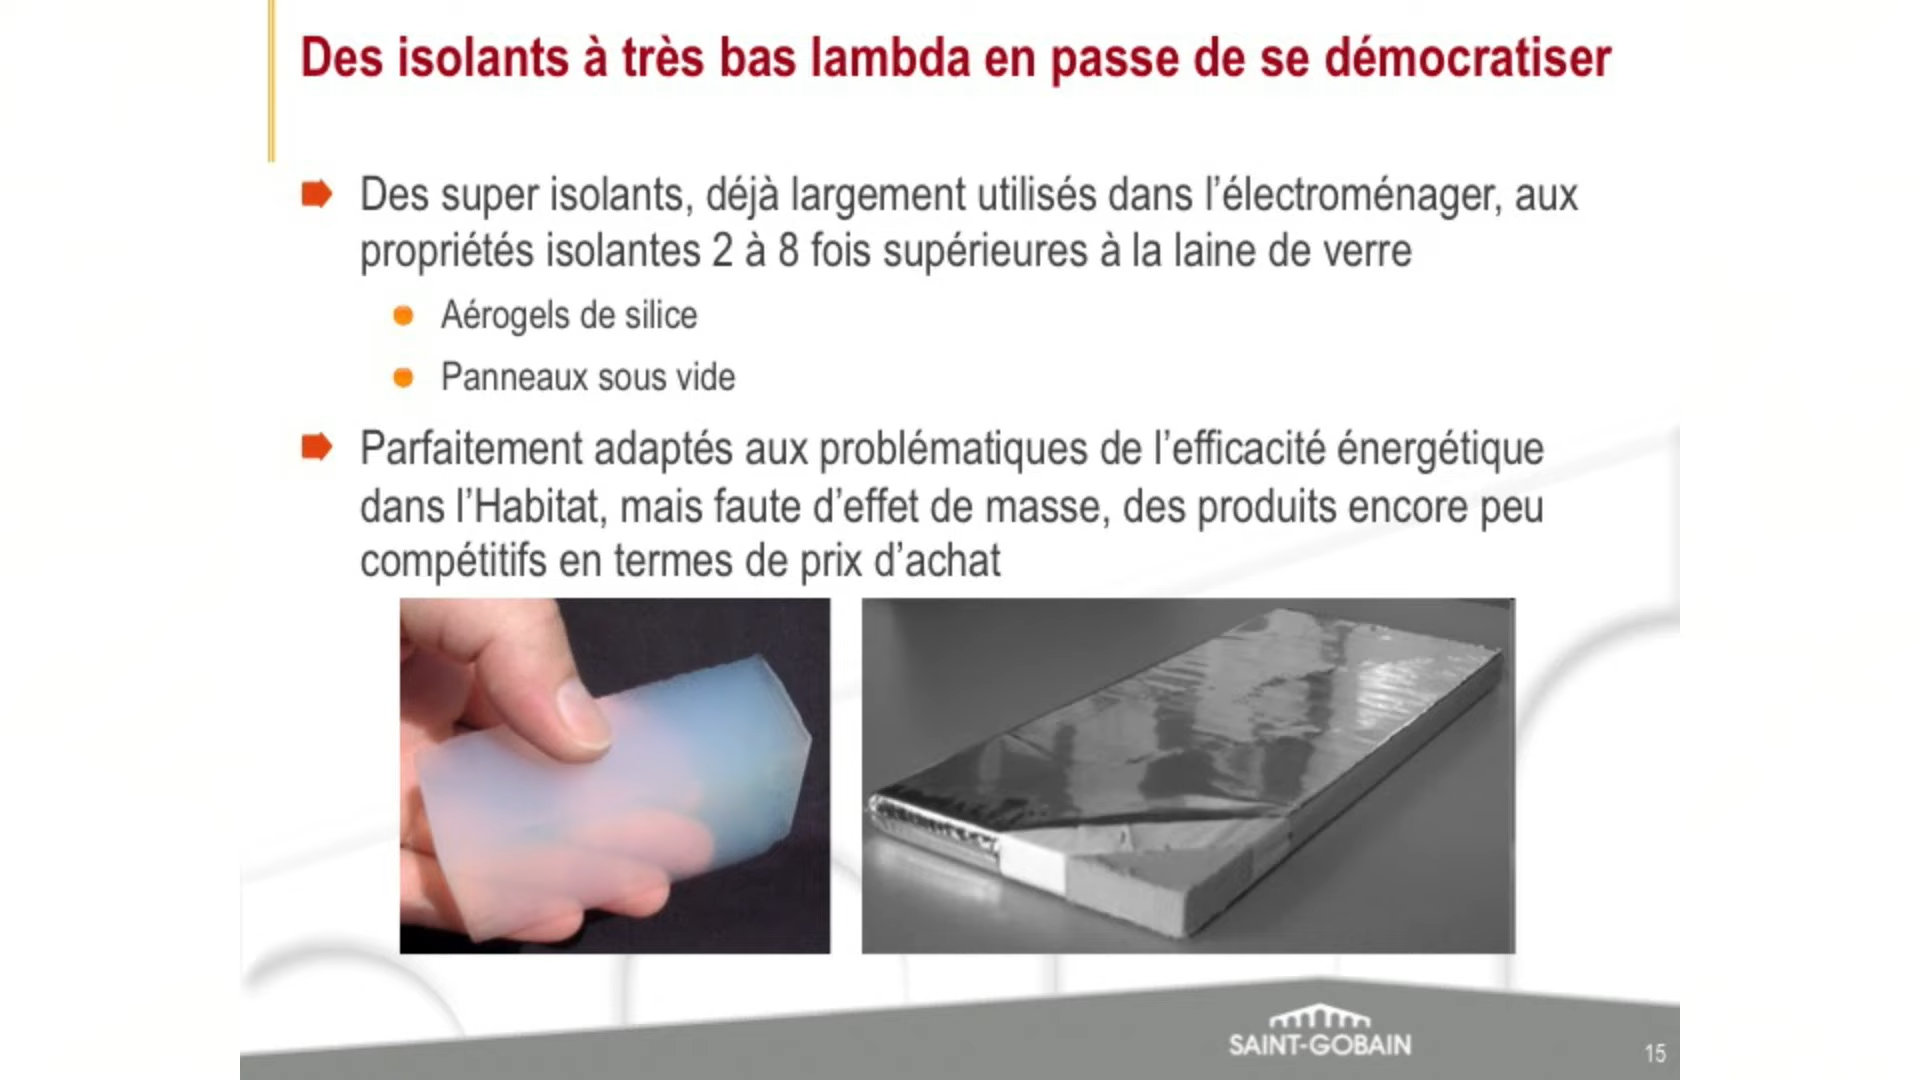 Des isolants à très bas lambda en passe de se démocratiser
Des super isolants, déjà largement utilisés dans l’électroménager, aux
propriétés isolantes 2 à 8 fois supérieures à la laine de verre
Aérogels de silice
Panneaux sous vide
Parfaitement adaptés aux problématiques de l’efficacité énergétique
dans l’Habitat, mais faute d’effet de masse, des produits encore peu
compétitifs en termes de prix d’achat
SAINT-GOBAIN
15